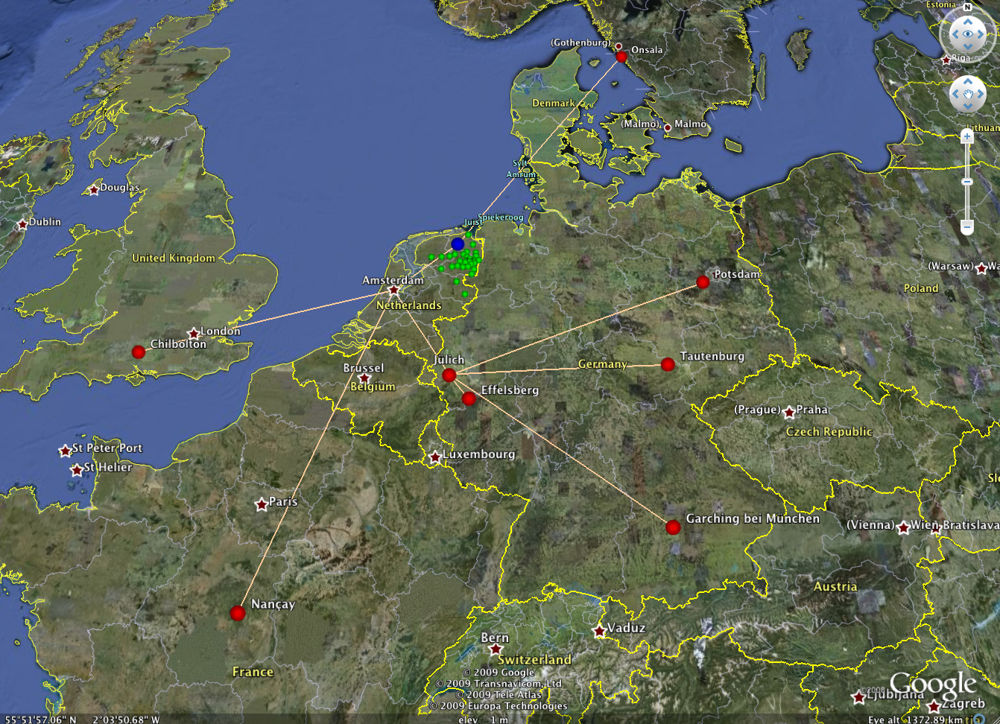 Estonia
N
(Gothenburg)
Onsala
Riga
Denmark
(Malmö)
Malmö
Lithuan
Sylt
Amrum
Douglas
Dublin
Spiekeroog
Juist
United Kingdom
(Warsaw)
Wa
Amsterdam
Potsdam
Poland
Netherlands
London
Chilbolton
Jülich
Tautenburg
Germany
Brussel
Belgium
Effelsberg
(Prague)
Praha
Czech Republic
St Peter Port
Luxembourg
St Helier
Sl
Paris
Garching bei München
(Vienna)
Wien
Bratislava
Austria
Nançay
Vaduz
Bern
Switzerland
France
© 2009 Google
© 2009 Transnavicom, Ltd
© 2009 Tele Atlas
© 2009 Europa Technologies
©2009
Google
Ljubljana
Zagreb
55°51'57.06" N 2°03'50.68" W
elev 1 m
Eye alt 1372.89 km